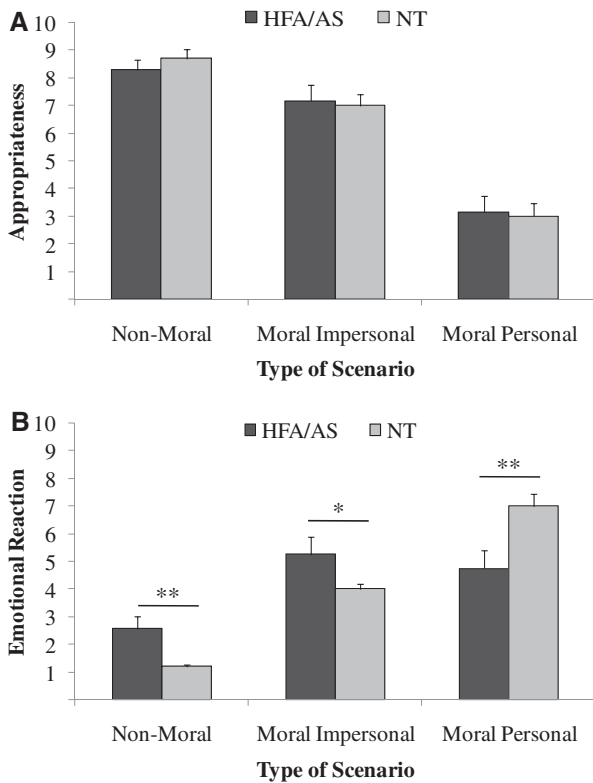 A
HFA/AS NT
Appropriateness
10
9
8
7
6
5
4
3
2
1
Non-Moral Moral Impersonal Moral Personal
Type of Scenario
B
HFA/AS NT
Emotional Reaction
10
9
8
7
6
5
4
3
2
1
**
*
**
Non-Moral Moral Impersonal Moral Personal
Type of Scenario